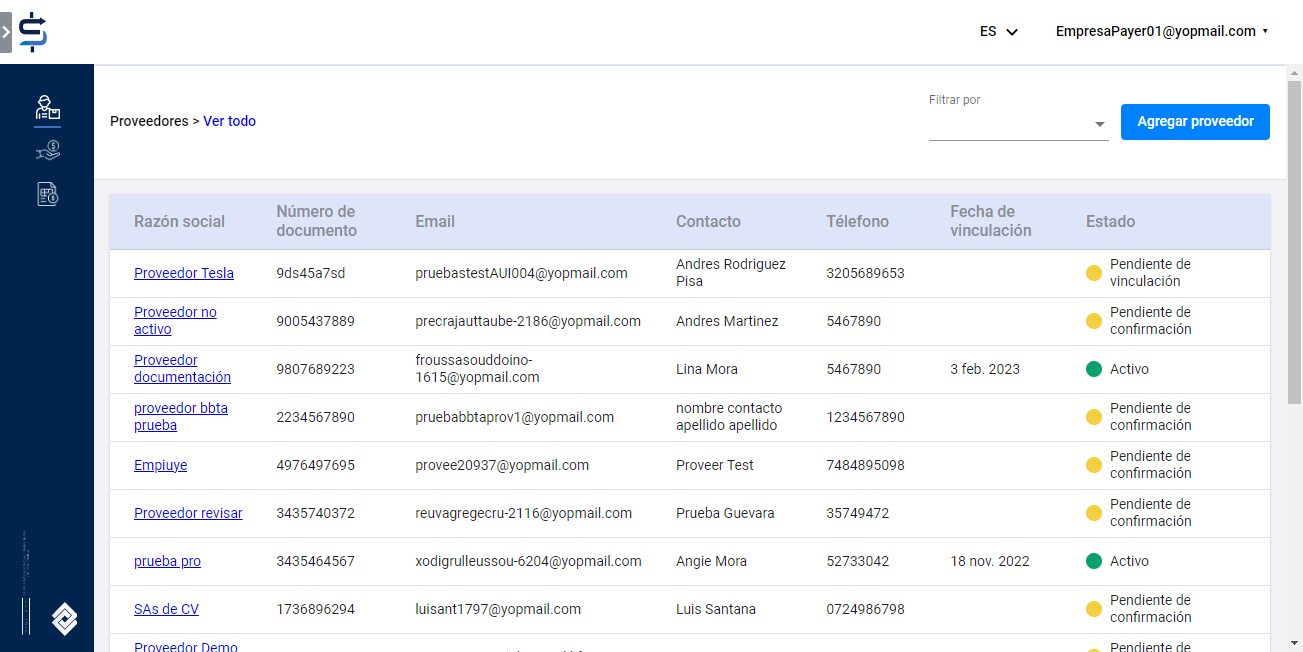 ES
EmpresaPayer01@yopmail.com
Filtrar por
Proveedores > Ver todo
Agregar proveedor
Razón social
Número de
documento
Email
Contacto
Télefono
Fecha de
vinculación
Estado
Proveedor Tesla
9ds45a7sd
pruebastestAUI004@yopmail.com
Andres Rodriguez
Pisa
3205689653
Pendiente de
vinculación
Proveedor no
activo
9005437889
precrajauttaube-2186@yopmail.com
Andres Martinez
5467890
Pendiente de
confirmación
Proveedor
documentación
9807689223
froussasouddoino-
1615@yopmail.com
Lina Mora
5467890
3 feb. 2023
Activo
proveedor bbta
prueba
2234567890
pruebabbtaprov1@yopmail.com
nombre contacto
apellido apellido
1234567890
Pendiente de
confirmación
Empiuye
4976497695
provee20937@yopmail.com
Proveer Test
7484895098
Pendiente de
confirmación
Proveedor revisar
3435740372
reuvagregecru-2116@yopmail.com
Prueba Guevara
35749472
Pendiente de
confirmación
prueba pro
3435464567
xodigrulleussou-6204@yopmail.com
Angie Mora
52733042
18 nov. 2022
Activo
SAs de CV
1736896294
luisant1797@yopmail.com
Luis Santana
0724986798
Pendiente de
confirmación
Proveedor Demo
Pendiente de